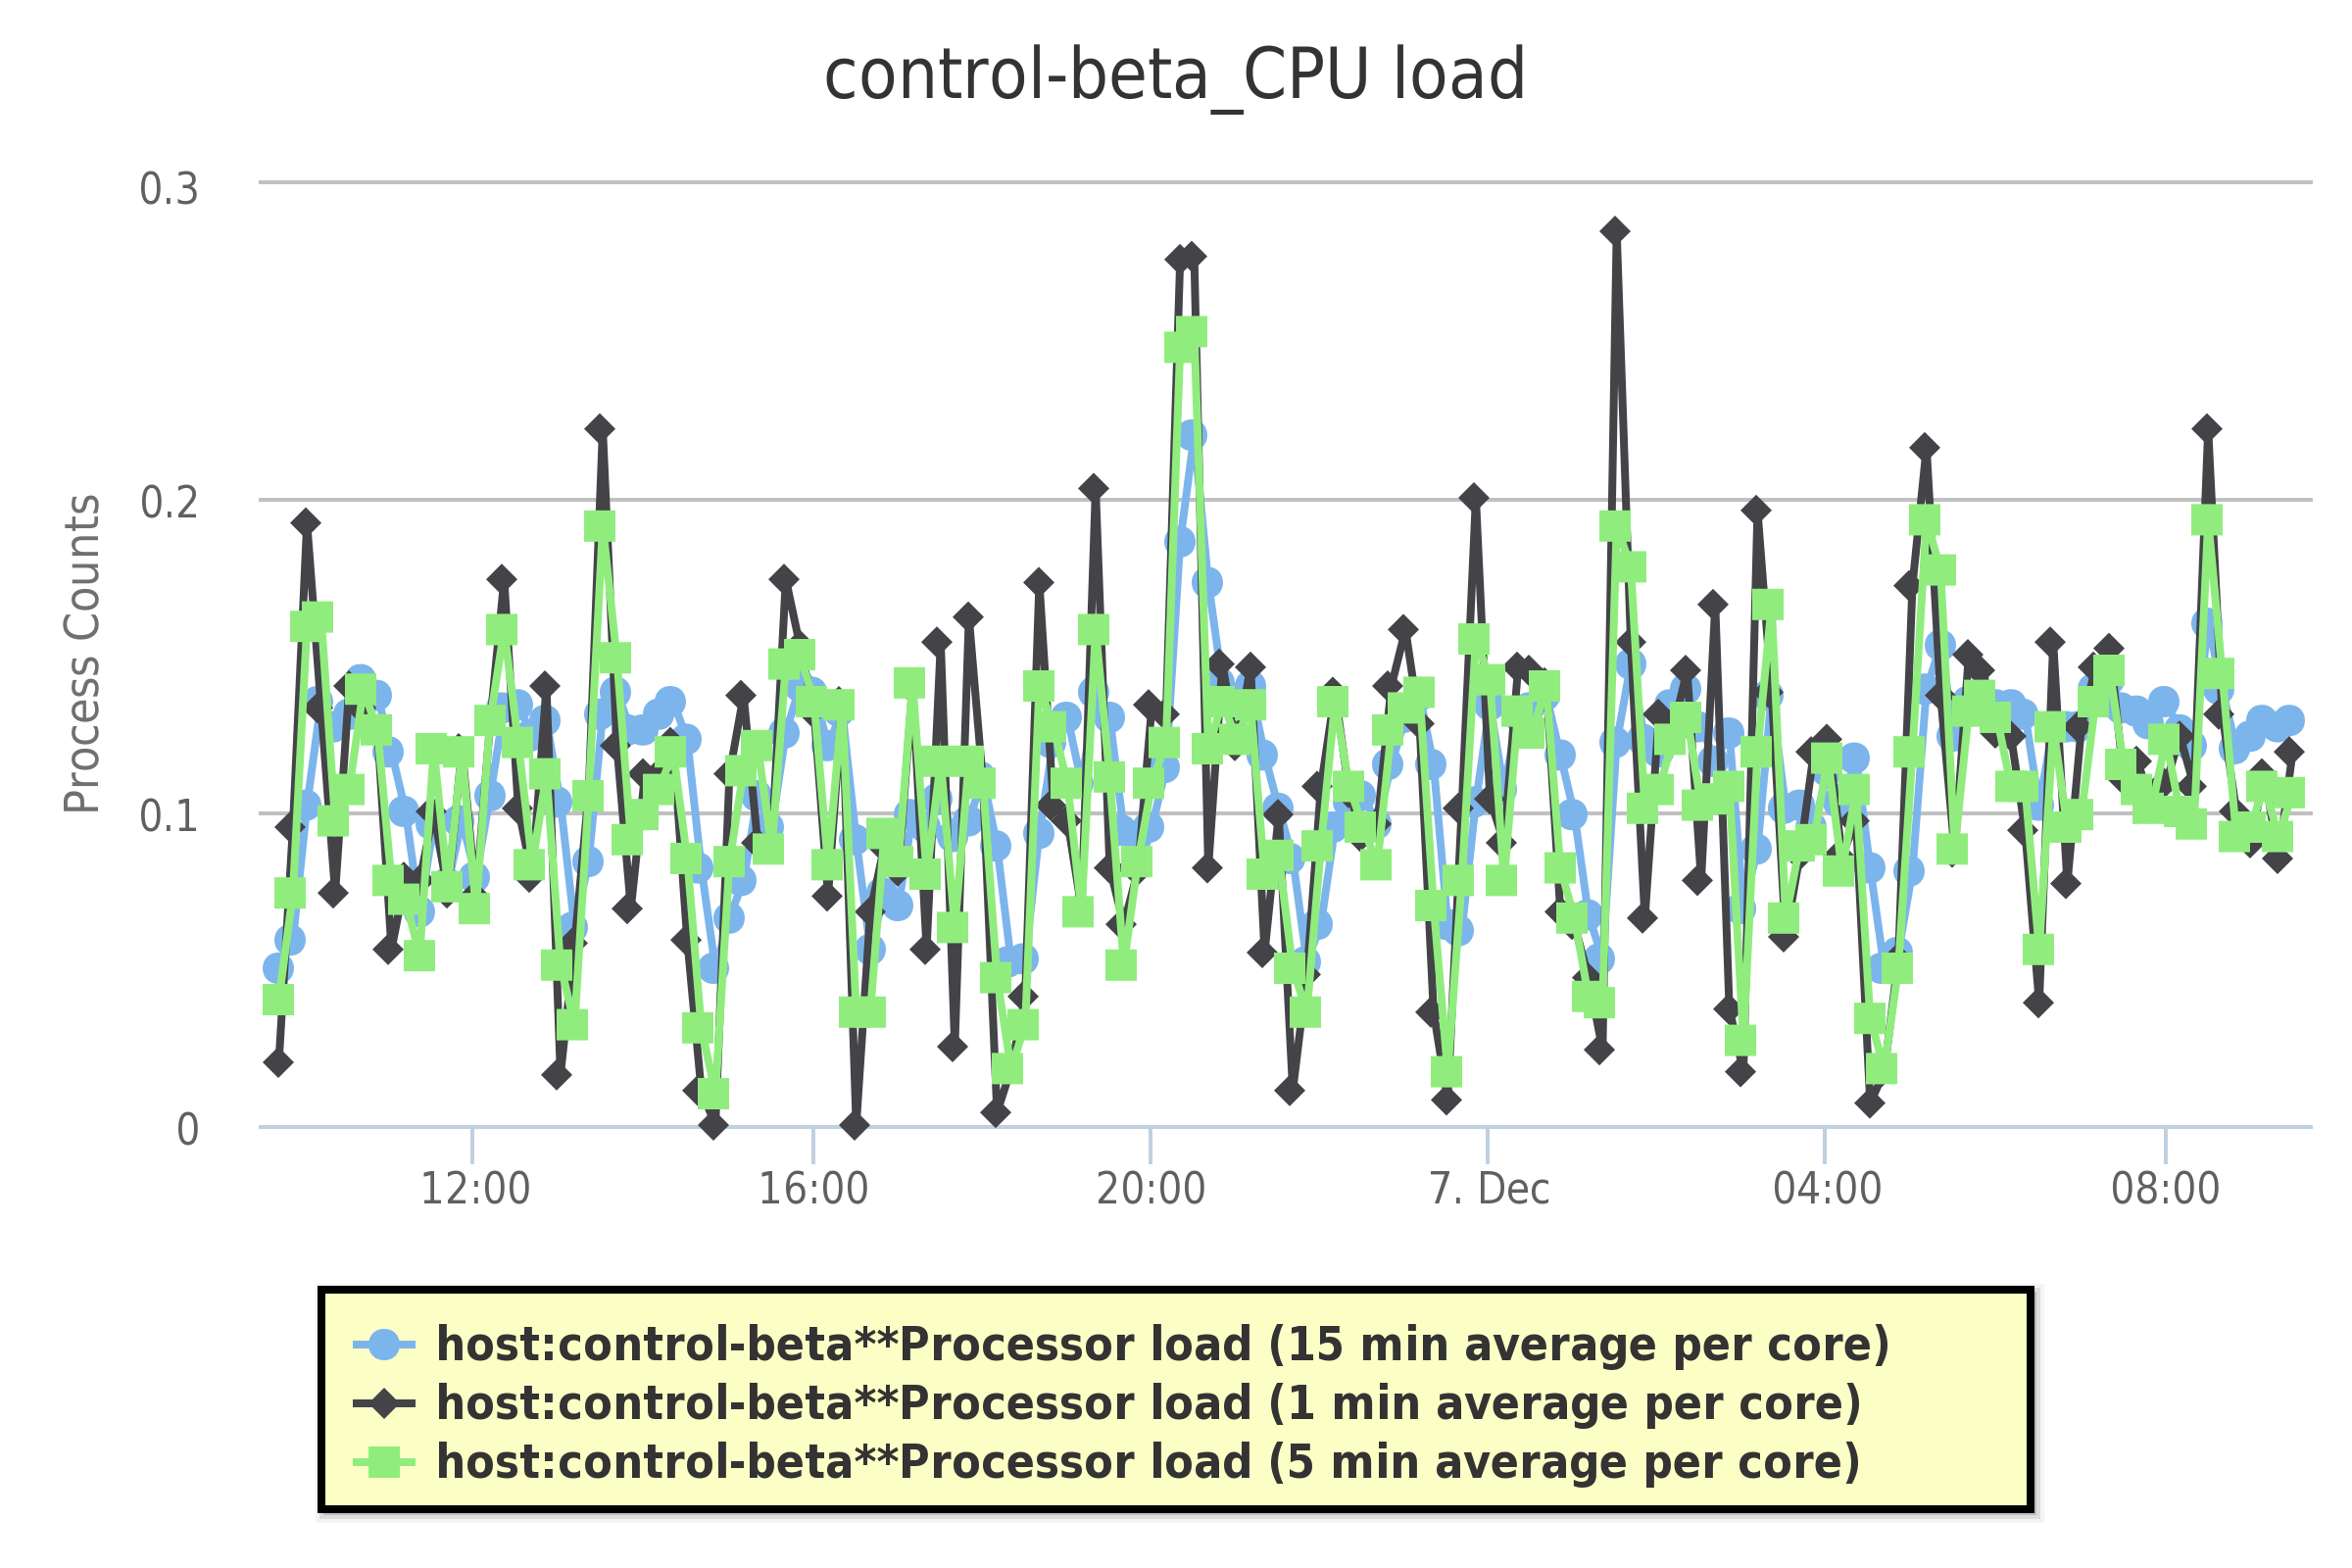 control-beta_CPU load
0.3
0.2
0.1
0
Process Counts
12:00 16:00 20:00 7. Dec 04:00 08:00
host:control-beta**Processor load (15 min average per core)
host:control-beta**Processor load (1 min average per core)
host:control-beta**Processor load (5 min average per core)